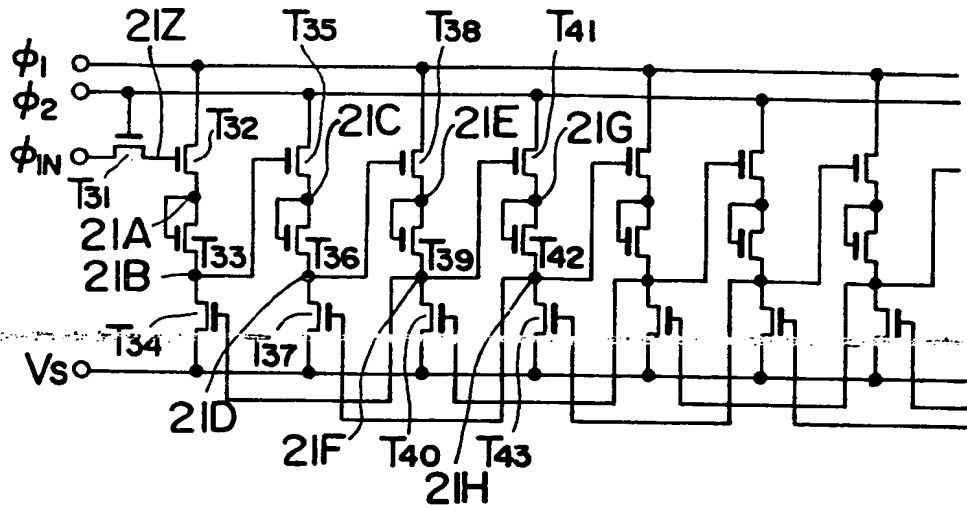 21Z T35 T38 T41
ϕ1
ϕ2
ϕIN T32 21C 21E 21G
T31
21A T33 T36 T39 T42
21B
T34 T37
VS
21D 21F T40 T43
21H